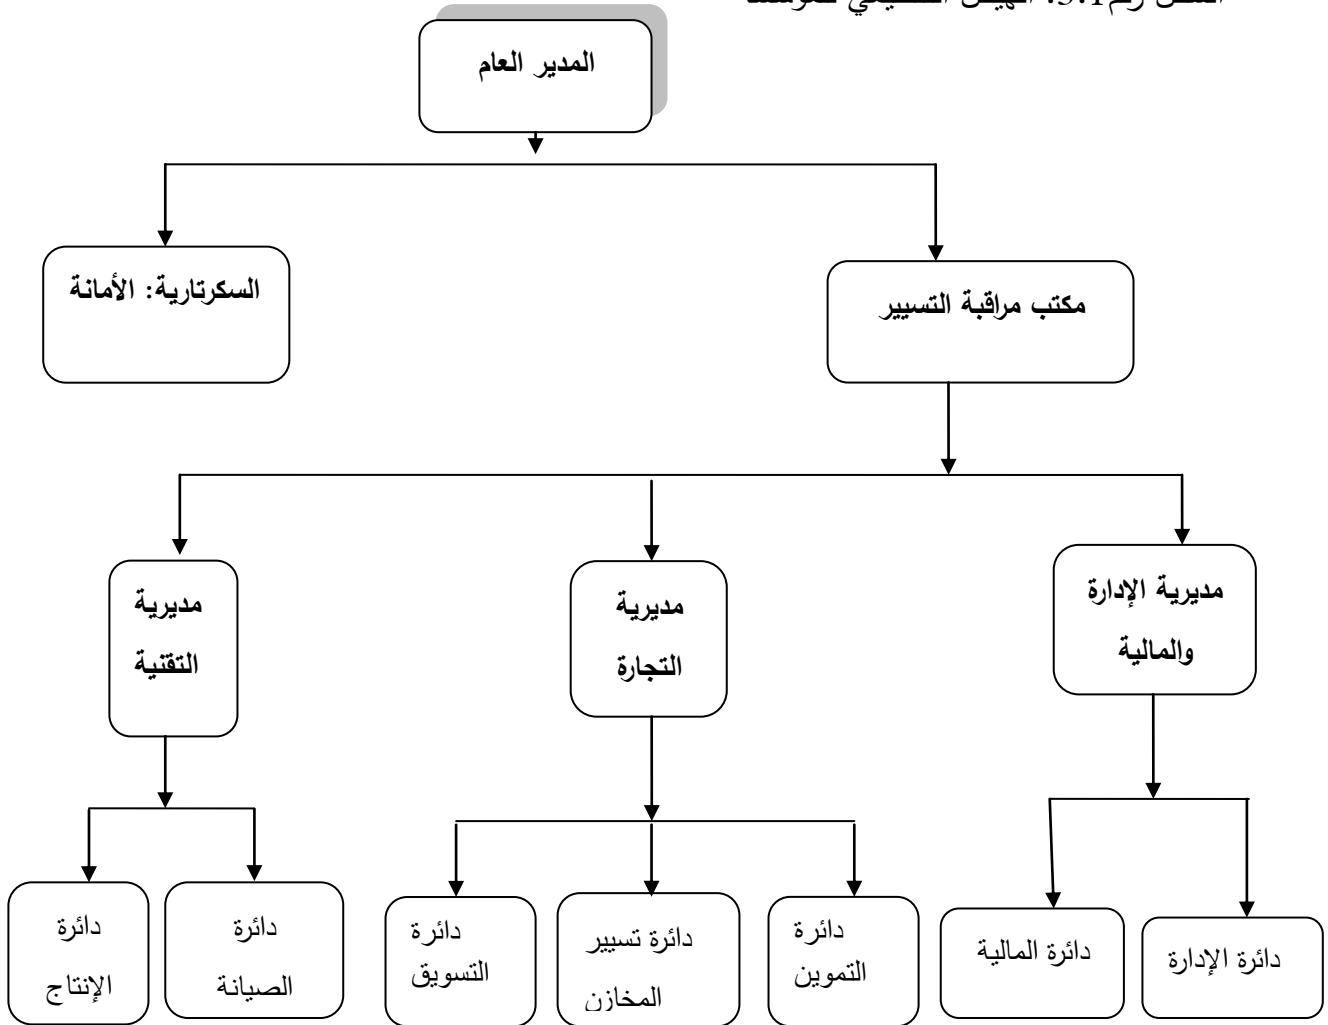 المدير العام
السكرتارية: الأمانة
مكتب مراقبة التسيير
مديرية الإدارة
والمالية
مديرية
التجارة
مديرية
التقنية
دائرة الإدارة
دائرة المالية
دائرة
التموين
دائرة تسيير
المخازن
دائرة
التسويق
دائرة
الصيانة
دائرة
الإنتاج